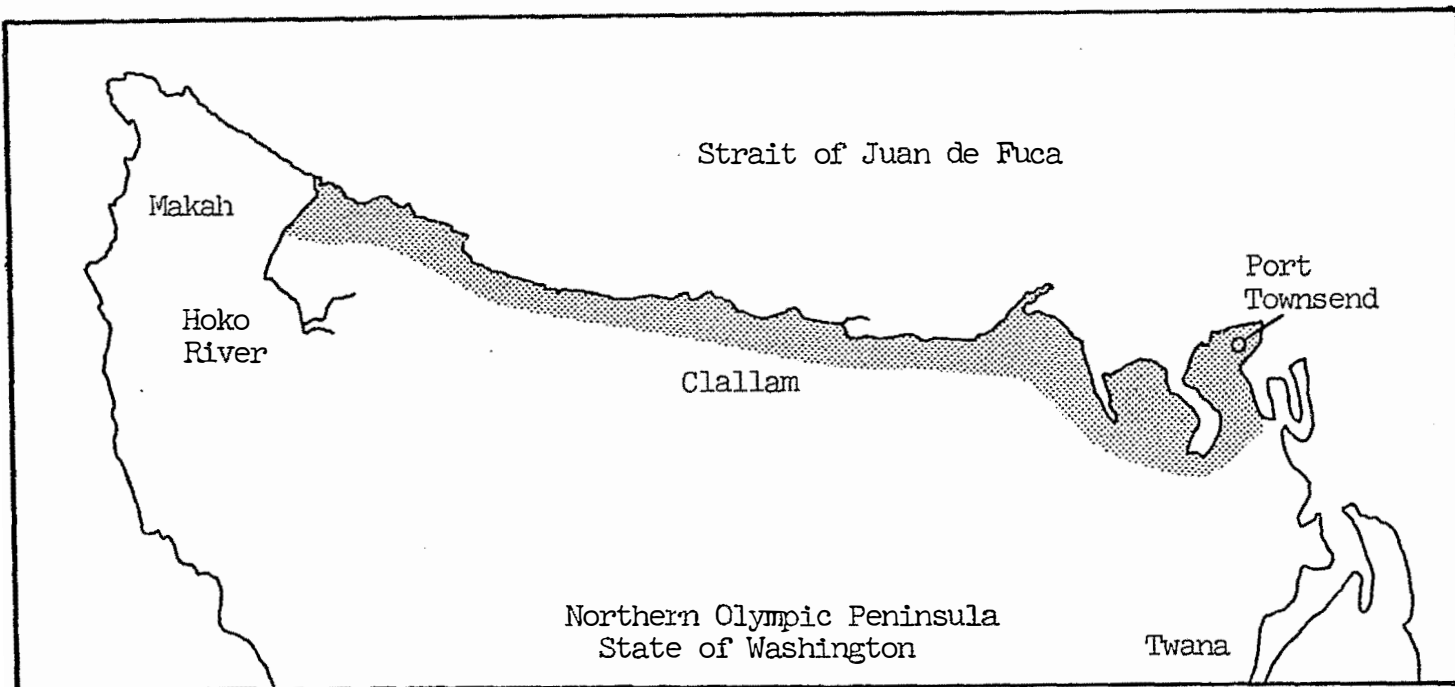 Strait of Juan de Fuca
Makah
Port
Townsend
Hoko
River
Clallam
Northern Olympic Peninsula
State of Washington
Twana